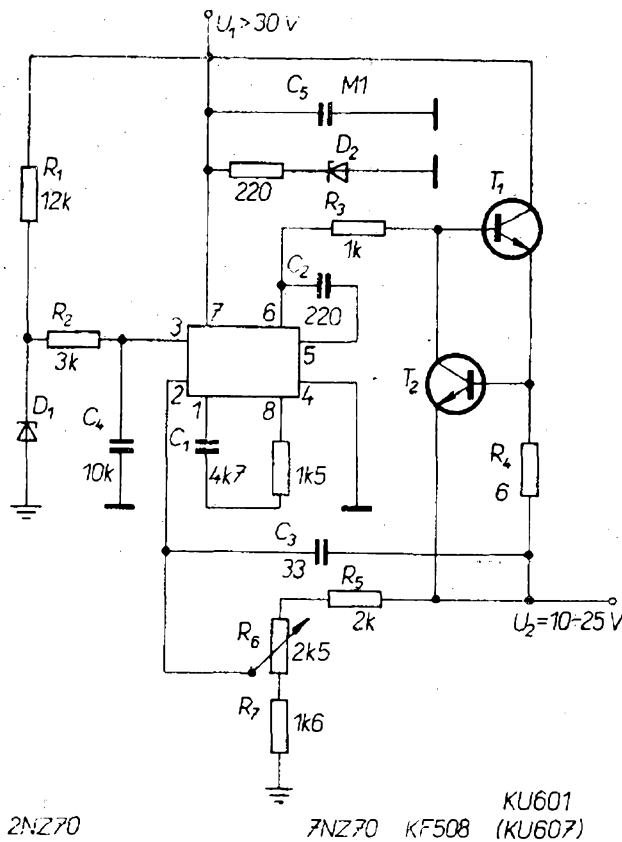 U₁>30 V
C₅ M1
D₂
220
R₁
12k
T₁
R₃
1k
C₂
220
7 6
R₂
3k
3
5
2
4
1 8
T₂
D₁
C₄
10k
C₁
4k7
1k5
R₄
6
C₃
33
R₅
2k
U₂=10÷25 V
R₆
2k5
R₇
1k6
KU601
2NZ70 7NZ70 KF508 (KU607)